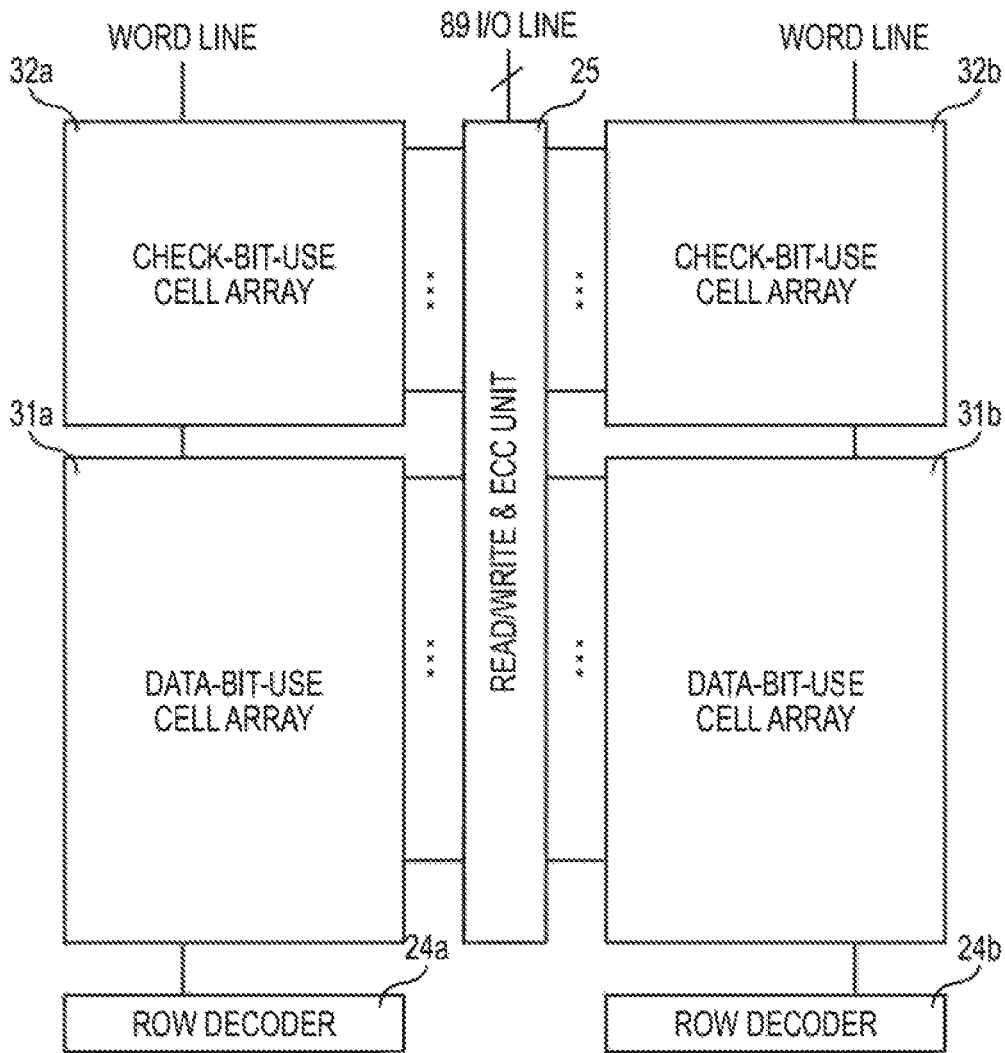 WORD LINE
89 I/O LINE
WORD LINE
32a
25
32b
CHECK-BIT-USE
CELL ARRAY
CHECK-BIT-USE
CELL ARRAY
READ/WRITE & ECC UNIT
31a
31b
DATA-BIT-USE
CELL ARRAY
DATA-BIT-USE
CELL ARRAY
24a
24b
ROW DECODER
ROW DECODER